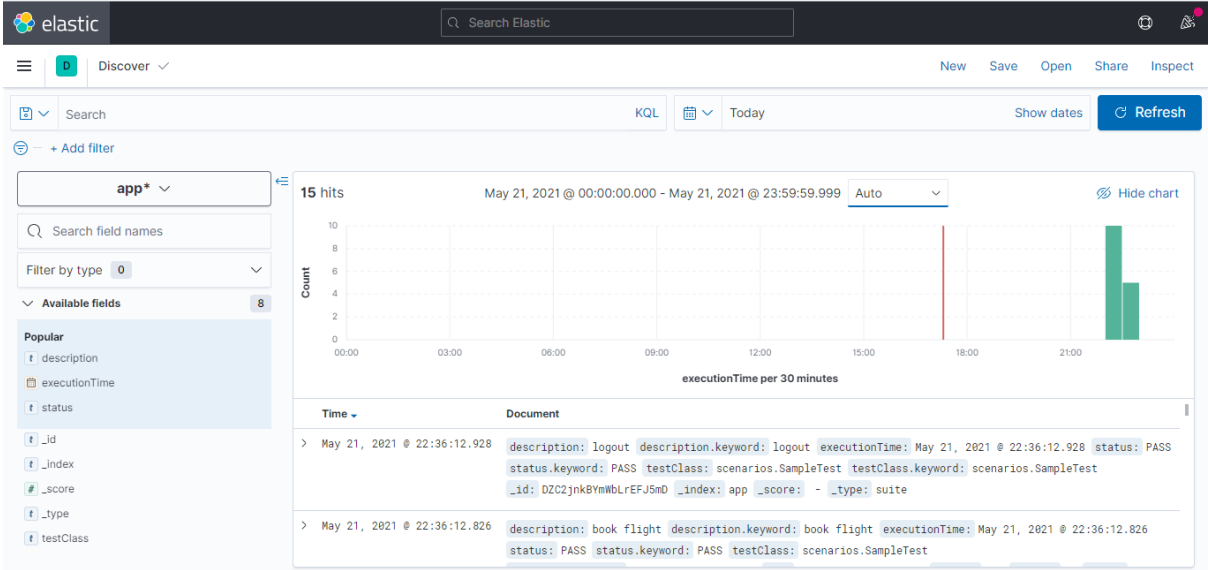 elastic
Search Elastic
D
Discover
New Save Open Share Inspect
Search
KQL
Today
Show dates
Refresh
+ Add filter
app*
Search field names
Filter by type 0
Available fields 8
Popular
t description
executionTime
t status
t _id
t _index
# _score
t _type
t testClass
15 hits
May 21, 2021 @ 00:00:00.000 - May 21, 2021 @ 23:59:59.999
Auto
Hide chart
Count
10
8
6
4
2
0
00:00 03:00 06:00 09:00 12:00 15:00 18:00 21:00
executionTime per 30 minutes
Time Document
May 21, 2021 @ 22:36:12.928
description: logout description.keyword: logout executionTime: May 21, 2021 @ 22:36:12.928 status: PASS
status.keyword: PASS testClass: scenarios.SampleTest testClass.keyword: scenarios.SampleTest
_id: DZC2jnkBYmWbLrEFJ5mD _index: app _score: - _type: suite
May 21, 2021 @ 22:36:12.826
description: book flight description.keyword: book flight executionTime: May 21, 2021 @ 22:36:12.826
status: PASS status.keyword: PASS testClass: scenarios.SampleTest